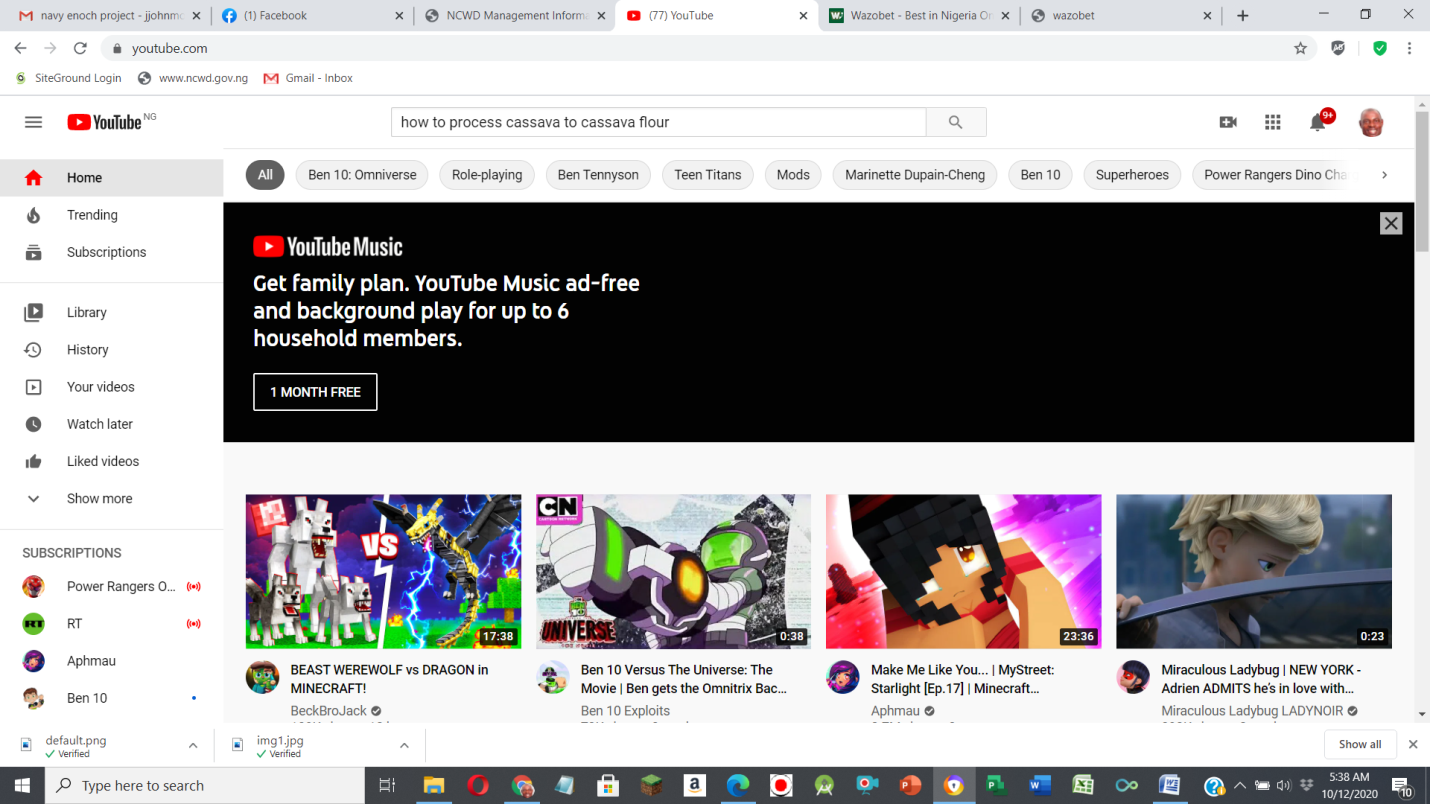 navy enoch project - jjohnmo
(1) Facebook
NCWD Management Informa
(77) YouTube
Wazobet - Best in Nigeria On
wazobet
youtube.com
SiteGround Login
www.ncwd.gov.ng
Gmail - Inbox
YouTube NG
how to process cassava to cassava flour
9+
Home
Trending
Subscriptions
Library
History
Your videos
Watch later
Liked videos
Show more
SUBSCRIPTIONS
Power Rangers O...
RT
Aphmau
Ben 10
All
Ben 10: Omniverse
Role-playing
Ben Tennyson
Teen Titans
Mods
Marinette Dupain-Cheng
Ben 10
Superheroes
Power Rangers Dino Cha
YouTube Music
Get family plan. YouTube Music ad-free
and background play for up to 6
household members.
1 MONTH FREE
VS
17:38
BEAST WEREWOLF vs DRAGON in
MINECRAFT!
BeckBroJack
CN
CARTOON NETWORK
UNIVERSE
0:38
Ben 10 Versus The Universe: The
Movie | Ben gets the Omnitrix Bac...
Ben 10 Exploits
23:36
Make Me Like You... | MyStreet:
Starlight [Ep.17] | Minecraft...
Aphmau
0:23
Miraculous Ladybug | NEW YORK -
Adrien ADMITS he's in love with...
Miraculous Ladybug LADYNOIR
default.png
Verified
img1.jpg
Verified
Show all
Type here to search
5:38 AM
10/12/2020
10